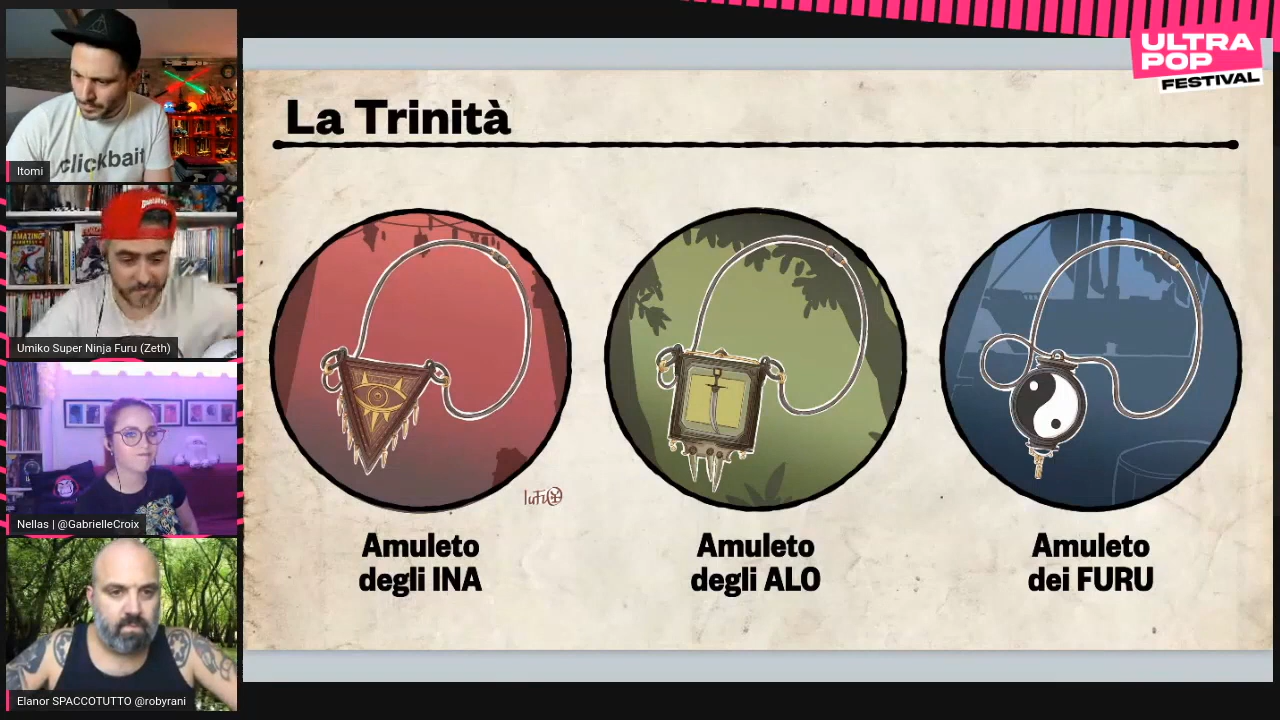 clickbait
Itomi
Umiko Super Ninja Furu (Zeth)
Nellas | @GabrielleCroix
Elanor SPACCOTUTTO @robyrani
ULTRA
POP
FESTIVAL
La Trinità
Amuleto
degli INA
Amuleto
degli ALO
Amuleto
dei FURU